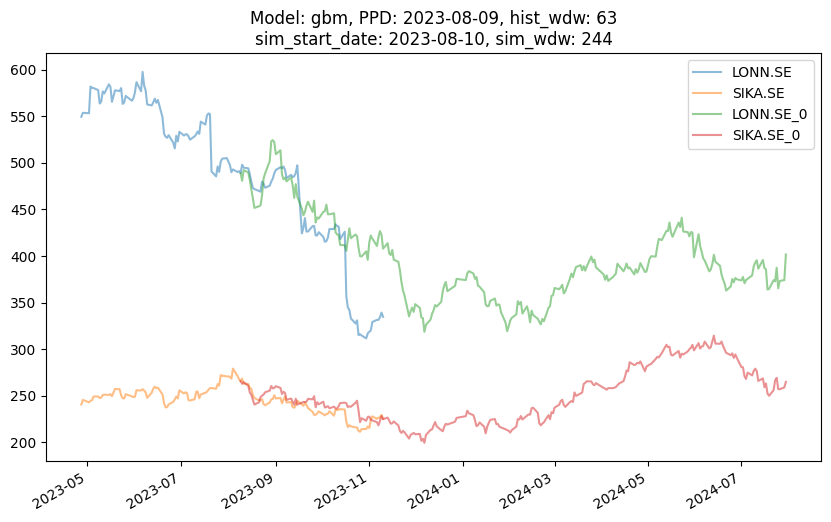 Model: gbm, PPD: 2023-08-09, hist_wdw: 63
sim_start_date: 2023-08-10, sim_wdw: 244
LONN.SE
SIKA.SE
LONN.SE_0
SIKA.SE_0
600
550
500
450
400
350
300
250
200
2023-05
2023-07
2023-09
2023-11
2024-01
2024-03
2024-05
2024-07